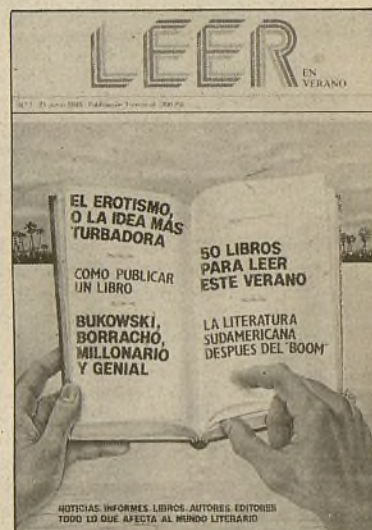 LEER
EN
VERANO
EL EROTISMO,
O LA IDEA MÁS
TURBADORA
COMO PUBLICAR
UN LIBRO
BUKOWSKI,
BORRACHO,
MILLONARIO
Y GENIAL
50 LIBROS
PARA LEER
ESTE VERANO
LA LITERATURA
SUDAMERICANA
DESPUES DEL "BOOM"
NOTICIAS. INFORMES. LIBROS. AUTORES. EDITORES
TODO LO QUE AFECTA AL MUNDO LITERARIO